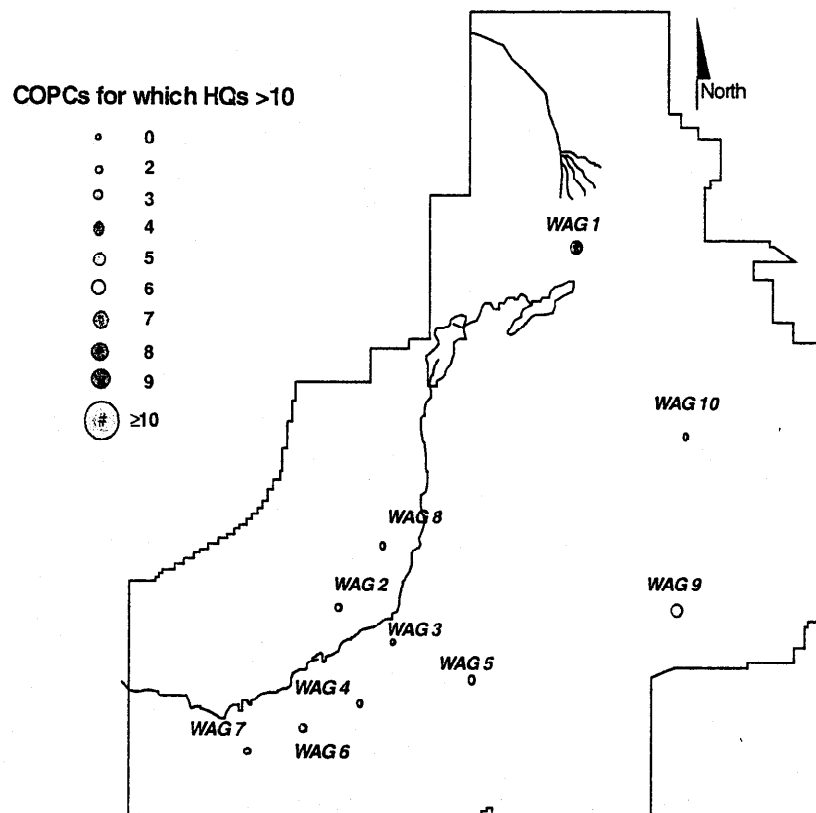 COPCs for which HQs >10
0
2
3
4
5
6
7
8
9
# ≥10
North
WAG 1
WAG 10
WAG 8
WAG 2
WAG 9
WAG 3
WAG 5
WAG 4
WAG 7
WAG 6